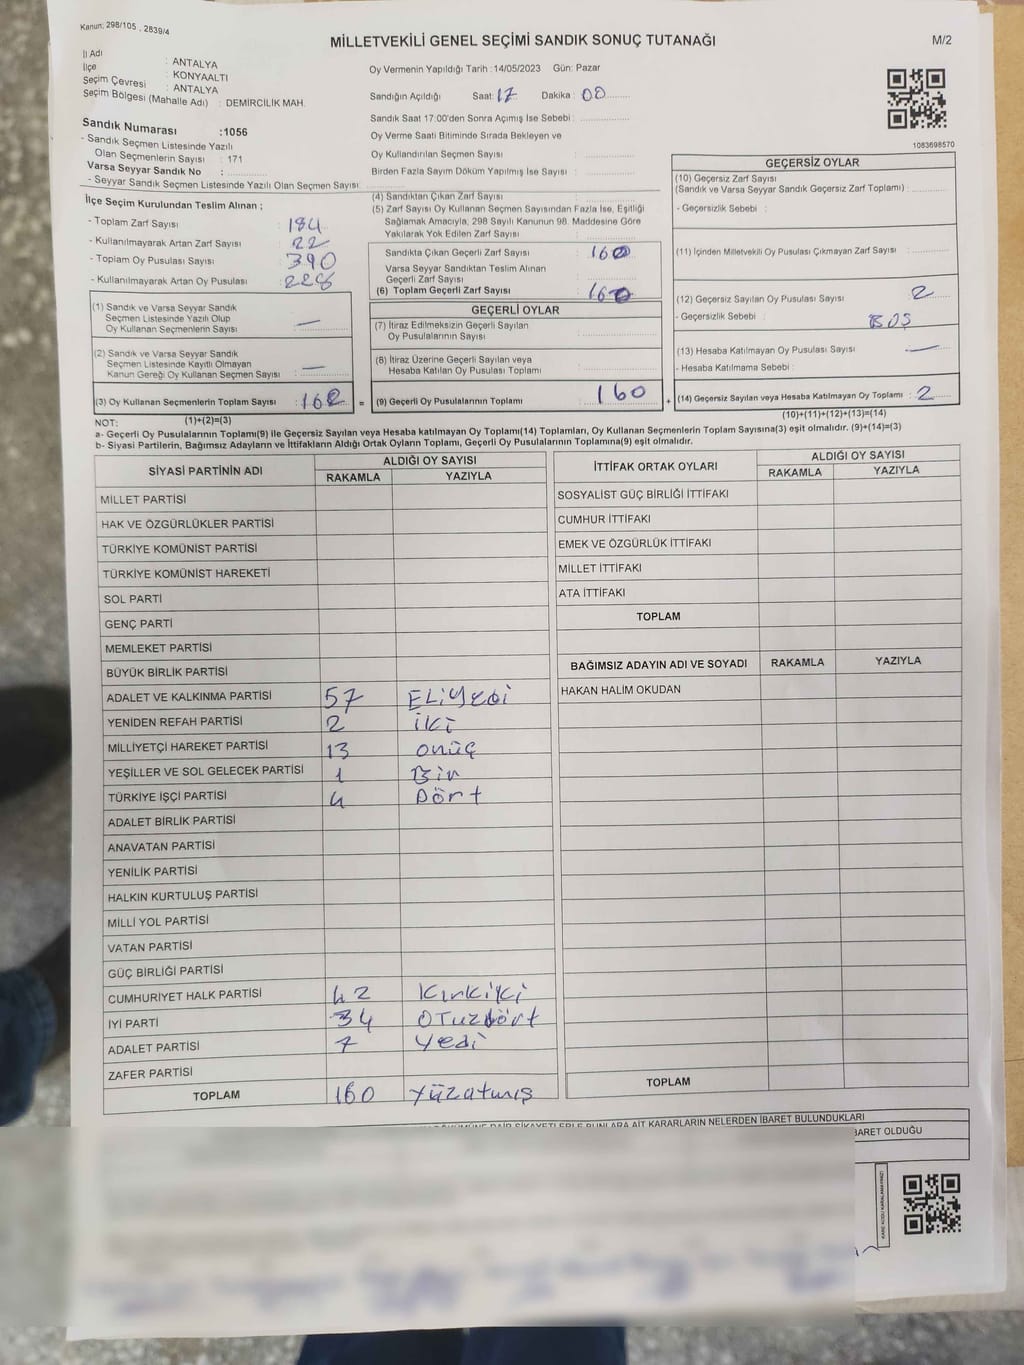 Kanun: 298/105 , 2839/4
MİLLETVEKİLİ GENEL SEÇİMİ SANDIK SONUÇ TUTANAĞI
M/2
İl Adı : ANTALYA
İlçe : KONYAALTI
Seçim Çevresi : ANTALYA
Seçim Bölgesi (Mahalle Adı) : DEMİRCİLİK MAH.
Sandık Numarası :1056
- Sandık Seçmen Listesinde Yazılı
Olan Seçmenlerin Sayısı : 171
Varsa Seyyar Sandık No :
- Seyyar Sandık Seçmen Listesinde Yazılı Olan Seçmen Sayısı:
Oy Vermenin Yapıldığı Tarih :14/05/2023 Gün: Pazar
Sandığın Açıldığı Saat: 17 Dakika : 00
Sandık Saat 17:00'den Sonra Açımış İse Sebebi :
Oy Verme Saati Bitiminde Sırada Bekleyen ve
Oy Kullandırılan Seçmen Sayısı :
Birden Fazla Sayım Döküm Yapılmış İse Sayısı :
1083698570
İlçe Seçim Kurulundan Teslim Alınan ;
- Toplam Zarf Sayısı : 184
- Kullanılmayarak Artan Zarf Sayısı : 22
- Toplam Oy Pusulası Sayısı : 390
- Kullanılmayarak Artan Oy Pusulası : 228
(1) Sandık ve Varsa Seyyar Sandık
Seçmen Listesinde Yazılı Olup
Oy Kullanan Seçmenlerin Sayısı : —
(2) Sandık ve Varsa Seyyar Sandık
Seçmen Listesinde Kayıtlı Olmayan
Kanun Gereği Oy Kullanan Seçmen Sayısı : —
(3) Oy Kullanan Seçmenlerin Toplam Sayısı : 162 =
(4) Sandıktan Çıkan Zarf Sayısı :
(5) Zarf Sayısı Oy Kullanan Seçmen Sayısından Fazla İse, Eşitliği
Sağlamak Amacıyla, 298 Sayılı Kanunun 98. Maddesine Göre
Yakılarak Yok Edilen Zarf Sayısı :
Sandıkta Çıkan Geçerli Zarf Sayısı : 160
Varsa Seyyar Sandıktan Teslim Alınan
Geçerli Zarf Sayısı :
(6) Toplam Geçerli Zarf Sayısı : 160
GEÇERLİ OYLAR
(7) İtiraz Edilmeksizin Geçerli Sayılan
Oy Pusulalarının Sayısı :
(8) İtiraz Üzerine Geçerli Sayılan veya
Hesaba Katılan Oy Pusulası Toplamı :
(9) Geçerli Oy Pusulalarının Toplamı : 160 +
GEÇERSİZ OYLAR
(10) Geçersiz Zarf Sayısı
(Sandık ve Varsa Seyyar Sandık Geçersiz Zarf Toplamı) :
- Geçersizlik Sebebi :
(11) İçinden Milletvekili Oy Pusulası Çıkmayan Zarf Sayısı :
(12) Geçersiz Sayılan Oy Pusulası Sayısı : 2
- Geçersizlik Sebebi : BOŞ
(13) Hesaba Katılmayan Oy Pusulası Sayısı : —
- Hesaba Katılmama Sebebi :
(14) Geçersiz Sayılan veya Hesaba Katılmayan Oy Toplamı : 2
NOT: (1)+(2)=(3)
(10)+(11)+(12)+(13)=(14)
a- Geçerli Oy Pusulalarının Toplamı(9) ile Geçersiz Sayılan veya hesaba katılmayan Oy Toplamı(14) Toplamları, Oy Kullanan Seçmenlerin Toplam Sayısına(3) eşit olmalıdır. (9)+(14)=(3)
b- Siyasi Partilerin, Bağımsız Adayların ve İttifakların Aldığı Ortak Oyların Toplamı, Geçerli Oy Pusulalarının Toplamına(9) eşit olmalıdır.
SİYASİ PARTİNİN ADI ALDIĞI OY SAYISI
RAKAMLA YAZIYLA
MİLLET PARTİSİ
HAK VE ÖZGÜRLÜKLER PARTİSİ
TÜRKİYE KOMÜNİST PARTİSİ
TÜRKİYE KOMÜNİST HAREKETİ
SOL PARTİ
GENÇ PARTİ
MEMLEKET PARTİSİ
BÜYÜK BİRLİK PARTİSİ
ADALET VE KALKINMA PARTİSİ 57 ELİYEDİ
YENİDEN REFAH PARTİSİ 2 İKİ
MİLLİYETÇİ HAREKET PARTİSİ 13 onüç
YEŞİLLER VE SOL GELECEK PARTİSİ 1 Bir
TÜRKİYE İŞÇİ PARTİSİ 4 Dört
ADALET BİRLİK PARTİSİ
ANAVATAN PARTİSİ
YENİLİK PARTİSİ
HALKIN KURTULUŞ PARTİSİ
MİLLİ YOL PARTİSİ
VATAN PARTİSİ
GÜÇ BİRLİĞİ PARTİSİ
CUMHURİYET HALK PARTİSİ 42 Kırkiki
İYİ PARTİ 34 OTuzdört
ADALET PARTİSİ 7 Yedi
ZAFER PARTİSİ
TOPLAM 160 Yüzatmış
İTTİFAK ORTAK OYLARI ALDIĞI OY SAYISI
RAKAMLA YAZIYLA
SOSYALİST GÜÇ BİRLİĞİ İTTİFAKI
CUMHUR İTTİFAKI
EMEK VE ÖZGÜRLÜK İTTİFAKI
MİLLET İTTİFAKI
ATA İTTİFAKI
TOPLAM
BAĞIMSIZ ADAYIN ADI VE SOYADI RAKAMLA YAZIYLA
HAKAN HALİM OKUDAN
TOPLAM
ŞİKAYETLERLE BUNLARA AİT KARARLARIN NELERDEN İBARET BULUNDUKLARI
İBARET OLDUĞU